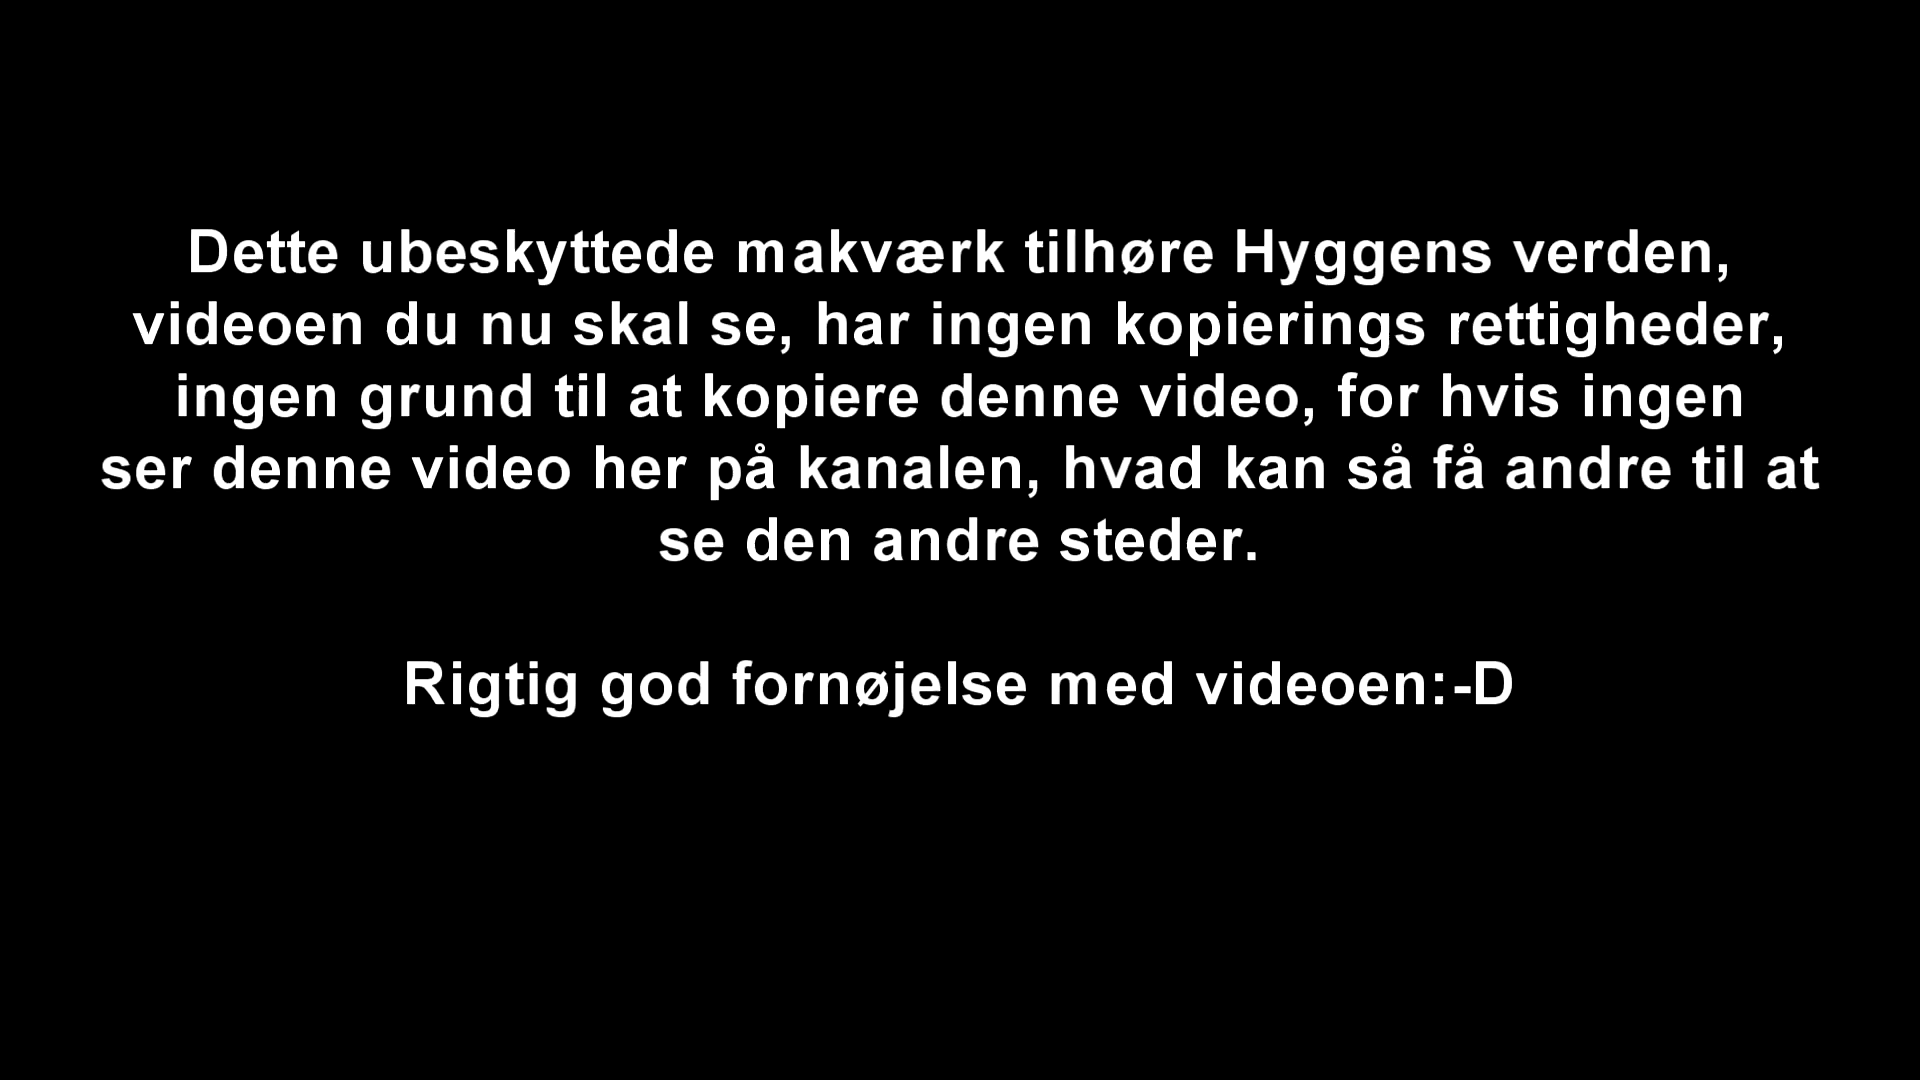 Dette ubeskyttede makværk tilhøre Hyggens verden,
videoen du nu skal se, har ingen kopierings rettigheder,
ingen grund til at kopiere denne video, for hvis ingen
ser denne video her på kanalen, hvad kan så få andre til at
se den andre steder.
Rigtig god fornøjelse med videoen:-D